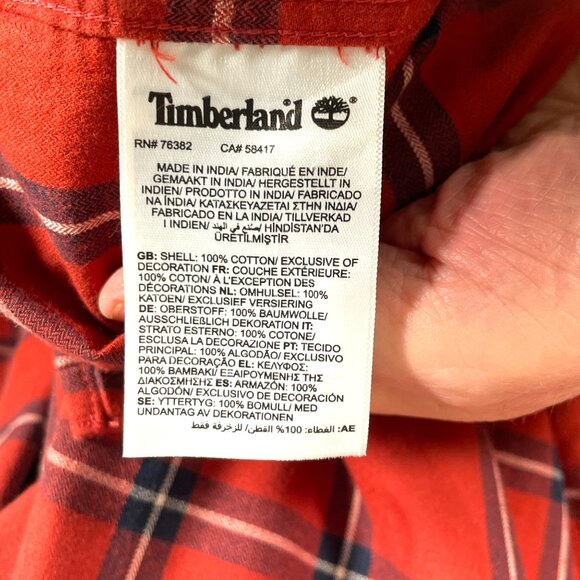 Timberland
RN# 76382 CA# 58417
MADE IN INDIA/ FABRIQUÉ EN INDE/
GEMAAKT IN INDIA/ HERGESTELLT IN
INDIEN/ PRODOTTO IN INDIA/ FABRICADO
NA ÍNDIA/ ΚΑΤΑΣΚΕΥΑΖΕΤΑΙ ΣΤΗΝ ΙΝΔΙΑ/
FABRICADO EN LA INDIA/ TILLVERKAD
I INDIEN/ صنع في الهند/ HİNDİSTAN'DA
ÜRETİLMİŞTİR
GB: SHELL: 100% COTTON/ EXCLUSIVE OF
DECORATION FR: COUCHE EXTÉRIEURE:
100% COTON/ À L'EXCEPTION DES
DÉCORATIONS NL: OMHULSEL: 100%
KATOEN/ EXCLUSIEF VERSIERING
DE: OBERSTOFF: 100% BAUMWOLLE/
AUSSCHLIEßLICH DEKORATION IT:
STRATO ESTERNO: 100% COTONE/
ESCLUSA LA DECORAZIONE PT: TECIDO
PRINCIPAL: 100% ALGODÃO/ EXCLUSIVO
PARA DECORAÇÃO EL: ΚΕΛΥΦΟΣ:
100% ΒΑΜΒΑΚΙ/ ΕΞΑΙΡΟΥΜΕΝΗΣ ΤΗΣ
ΔΙΑΚΟΣΜΗΣΗΣ ES: ARMAZÓN: 100%
ALGODÓN/ EXCLUSIVO DE DECORACIÓN
SE: YTTERTYG: 100% BOMULL/ MED
UNDANTAG AV DEKORATIONEN
AE: الغطاء: 100% القطن/ للزخرفة فقط